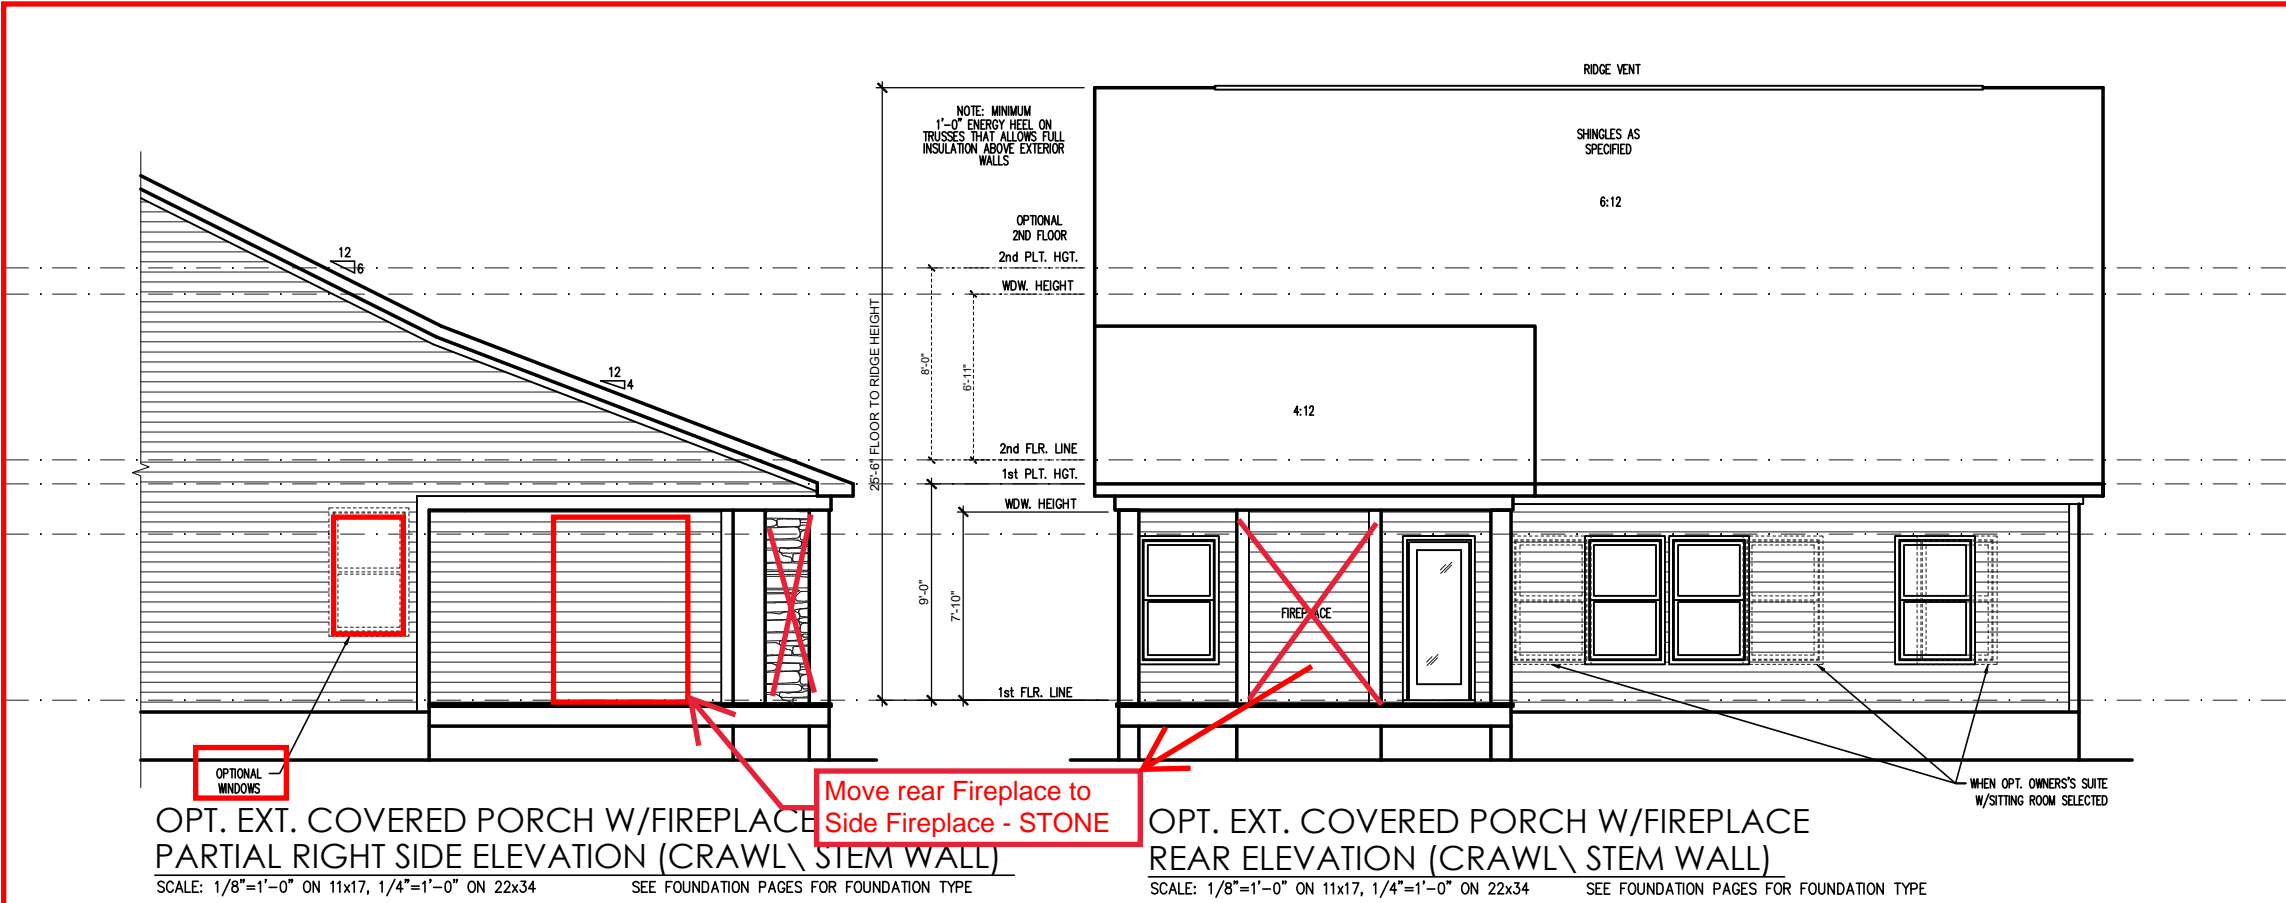 RIDGE VENT
NOTE: MINIMUM
1'-0" ENERGY HEEL ON
TRUSSES THAT ALLOWS FULL
INSULATION ABOVE EXTERIOR
WALLS
SHINGLES AS
SPECIFIED
6:12
OPTIONAL
2ND FLOOR
2nd PLT. HGT.
WDW. HEIGHT
12
6
25'-6" FLOOR TO RIDGE HEIGHT
8'-0"
6'-11"
12
4
4:12
2nd FLR. LINE
1st PLT. HGT.
WDW. HEIGHT
9'-0"
7'-10"
FIREPLACE
1st FLR. LINE
OPTIONAL
WINDOWS
Move rear Fireplace to
Side Fireplace - STONE
WHEN OPT. OWNERS'S SUITE
W/SITTING ROOM SELECTED
OPT. EXT. COVERED PORCH W/FIREPLACE
PARTIAL RIGHT SIDE ELEVATION (CRAWL\ STEM WALL)
SCALE: 1/8"=1'-0" ON 11x17, 1/4"=1'-0" ON 22x34 SEE FOUNDATION PAGES FOR FOUNDATION TYPE
OPT. EXT. COVERED PORCH W/FIREPLACE
REAR ELEVATION (CRAWL\ STEM WALL)
SCALE: 1/8"=1'-0" ON 11x17, 1/4"=1'-0" ON 22x34 SEE FOUNDATION PAGES FOR FOUNDATION TYPE